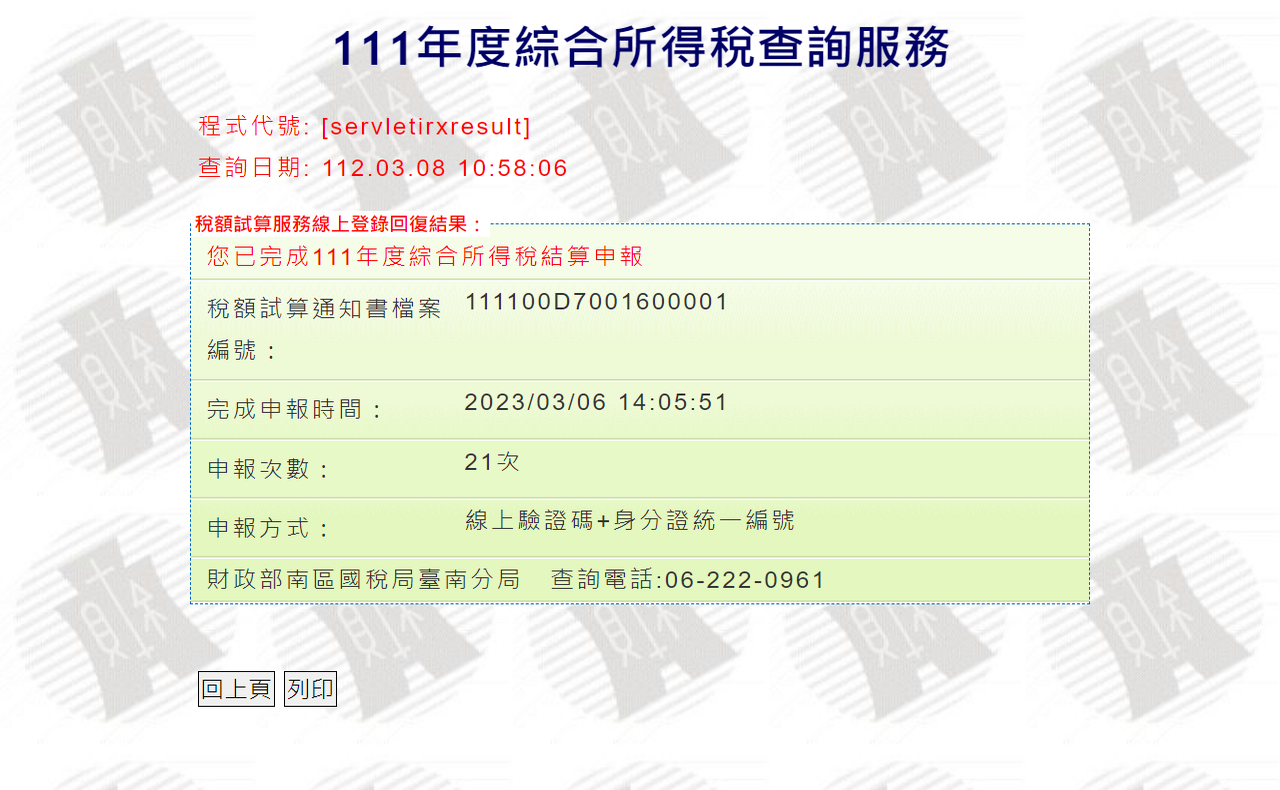 111年度綜合所得稅查詢服務
程式代號: [servletirxresult]
查詢日期: 112.03.08 10:58:06
稅額試算服務線上登錄回復結果：
您已完成111年度綜合所得稅結算申報
稅額試算通知書檔案 111100D7001600001
編號：
完成申報時間： 2023/03/06 14:05:51
申報次數： 21次
申報方式： 線上驗證碼+身分證統一編號
財政部南區國稅局臺南分局 查詢電話:06-222-0961
回上頁 列印